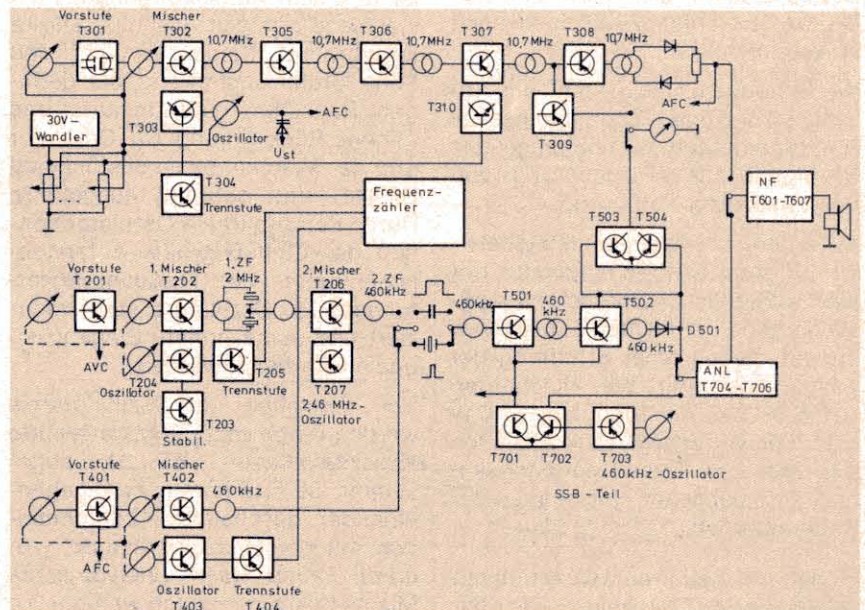 Vorstufe
T301
Mischer
T302
10,7MHz
T305
10,7MHz
T306
10,7MHz
T307
10,7MHz
T308
10,7MHz
AFC
30V-
Wandler
T303
Oszillator
AFC
Ust
T310
T309
T304
Trennstufe
Frequenz-
zähler
NF
T601-T607
T503 T504
Vorstufe
T201
1. Mischer
T202
1. ZF
2 MHz
2. Mischer
T206
2. ZF
460kHz
460kHz
T501
460
kHz
T502
460 kHz
D501
AVC
T204
Oszillator
T205
Trennstufe
T207
2,46 MHz-
Oszillator
ANL
T704-T706
T203
Stabil.
T701 T702
T703
460kHz-Oszillator
SSB-Teil
Vorstufe
T401
Mischer
T402
460kHz
AFC
Oszillator
T403
Trennstufe
T404